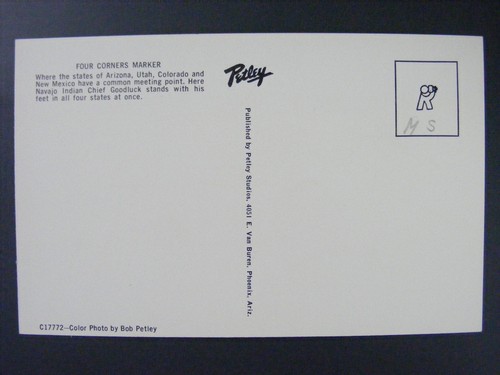 FOUR CORNERS MARKER
Where the states of Arizona, Utah, Colorado and
New Mexico have a common meeting point. Here
Navajo Indian Chief Goodluck stands with his
feet in all four states at once.
Petley
Published by Petley Studios, 4051 E. Van Buren, Phoenix, Ariz.
M S
C17772—Color Photo by Bob Petley